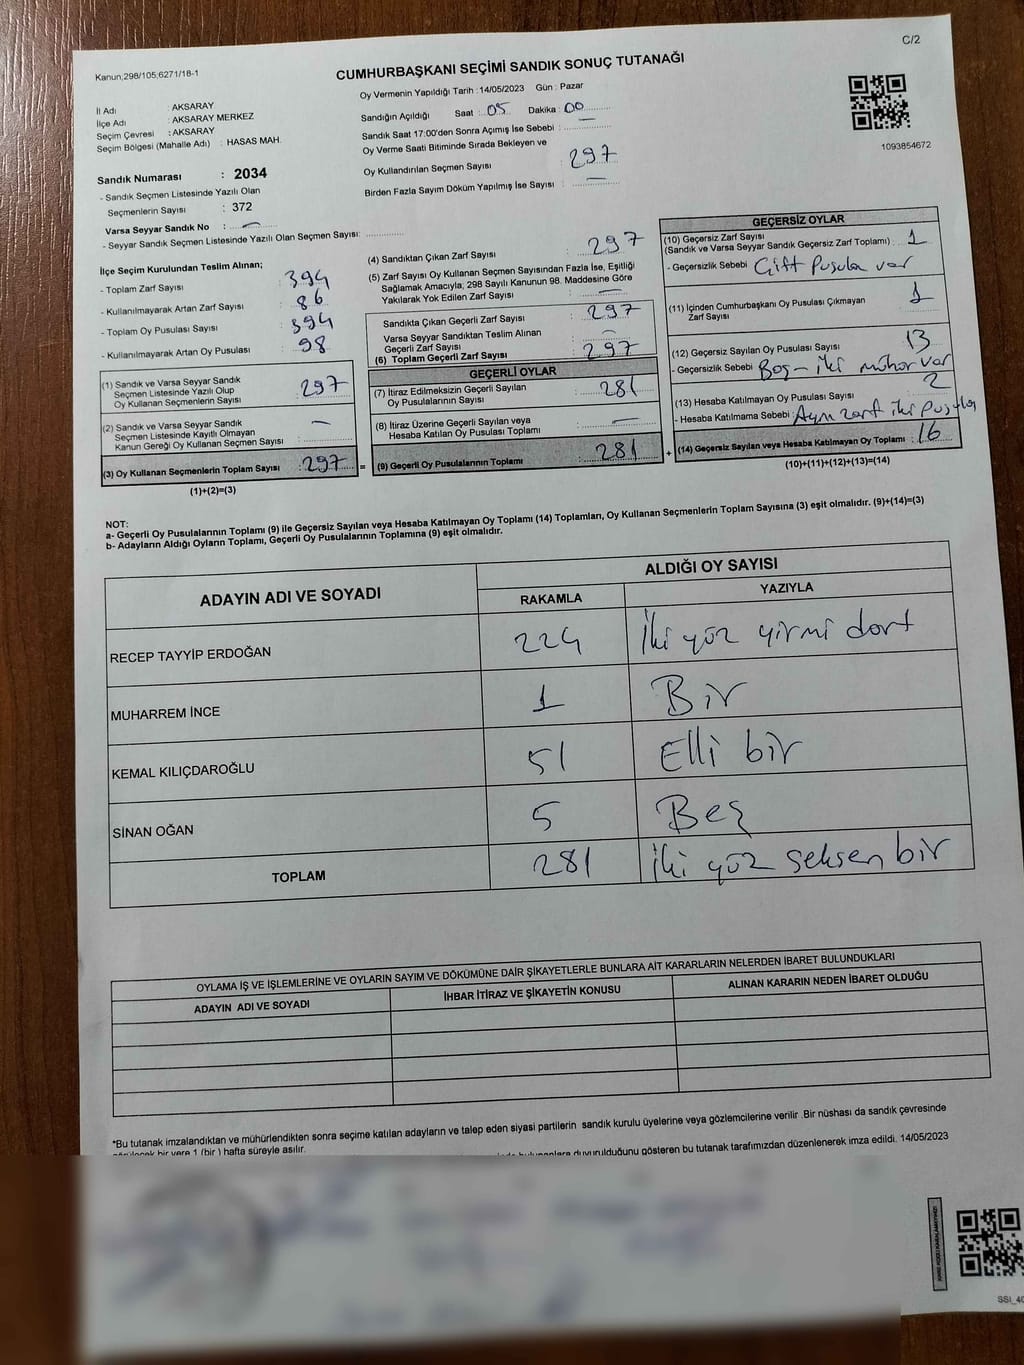 C/2
Kanun;298/105;6271/18-1
CUMHURBAŞKANI SEÇİMİ SANDIK SONUÇ TUTANAĞI
İl Adı : AKSARAY
İlçe Adı : AKSARAY MERKEZ
Seçim Çevresi : AKSARAY
Seçim Bölgesi (Mahalle Adı) : HASAS MAH.
Sandık Numarası : 2034
- Sandık Seçmen Listesinde Yazılı Olan
Seçmenlerin Sayısı : 372
Varsa Seyyar Sandık No : —
- Seyyar Sandık Seçmen Listesinde Yazılı Olan Seçmen Sayısı:
Oy Vermenin Yapıldığı Tarih : 14/05/2023 Gün : Pazar
Sandığın Açıldığı Saat : 05 Dakika : 00
Sandık Saat 17:00'den Sonra Açımış İse Sebebi : —
Oy Verme Saati Bitiminde Sırada Bekleyen ve
Oy Kullandırılan Seçmen Sayısı : 297
Birden Fazla Sayım Döküm Yapılmış İse Sayısı : —
1093854672
İlçe Seçim Kurulundan Teslim Alınan;
- Toplam Zarf Sayısı : 394
- Kullanılmayarak Artan Zarf Sayısı : 86
- Toplam Oy Pusulası Sayısı : 394
- Kullanılmayarak Artan Oy Pusulası : 98
(1) Sandık ve Varsa Seyyar Sandık
Seçmen Listesinde Yazılı Olup
Oy Kullanan Seçmenlerin Sayısı : 297
(2) Sandık ve Varsa Seyyar Sandık
Seçmen Listesinde Kayıtlı Olmayan
Kanun Gereği Oy Kullanan Seçmen Sayısı : —
(3) Oy Kullanan Seçmenlerin Toplam Sayısı : 297 =
(1)+(2)=(3)
(4) Sandıktan Çıkan Zarf Sayısı : 297
(5) Zarf Sayısı Oy Kullanan Seçmen Sayısından Fazla İse, Eşitliği
Sağlamak Amacıyla; 298 Sayılı Kanunun 98. Maddesine Göre
Yakılarak Yok Edilen Zarf Sayısı : —
Sandıkta Çıkan Geçerli Zarf Sayısı : 297
Varsa Seyyar Sandıktan Teslim Alınan
Geçerli Zarf Sayısı : —
(6) Toplam Geçerli Zarf Sayısı : 297
GEÇERLİ OYLAR
(7) İtiraz Edilmeksizin Geçerli Sayılan
Oy Pusulalarının Sayısı : 281
(8) İtiraz Üzerine Geçerli Sayılan veya
Hesaba Katılan Oy Pusulası Toplamı : —
(9) Geçerli Oy Pusulalarının Toplamı : 281 +
GEÇERSİZ OYLAR
(10) Geçersiz Zarf Sayısı
(Sandık ve Varsa Seyyar Sandık Geçersiz Zarf Toplamı) : 1
- Geçersizlik Sebebi : Çift Pusula var
(11) İçinden Cumhurbaşkanı Oy Pusulası Çıkmayan
Zarf Sayısı : 1
(12) Geçersiz Sayılan Oy Pusulası Sayısı : 13
- Geçersizlik Sebebi : Boş - iki mühür var
(13) Hesaba Katılmayan Oy Pusulası Sayısı : 2
- Hesaba Katılmama Sebebi : Aynı zarf iki pusula
(14) Geçersiz Sayılan veya Hesaba Katılmayan Oy Toplamı : 16
(10)+(11)+(12)+(13)=(14)
NOT:
a- Geçerli Oy Pusulalarının Toplamı (9) ile Geçersiz Sayılan veya Hesaba Katılmayan Oy Toplamı (14) Toplamları, Oy Kullanan Seçmenlerin Toplam Sayısına (3) eşit olmalıdır. (9)+(14)=(3)
b- Adayların Aldığı Oyların Toplamı, Geçerli Oy Pusulalarının Toplamına (9) eşit olmalıdır.
ADAYIN ADI VE SOYADI ALDIĞI OY SAYISI
RAKAMLA YAZIYLA
RECEP TAYYİP ERDOĞAN 224 İki yüz yirmi dört
MUHARREM İNCE 1 Bir
KEMAL KILIÇDAROĞLU 51 Elli bir
SİNAN OĞAN 5 Beş
TOPLAM 281 İki yüz seksen bir
OYLAMA İŞ VE İŞLEMLERİNE VE OYLARIN SAYIM VE DÖKÜMÜNE DAİR ŞİKAYETLERLE BUNLARA AİT KARARLARIN NELERDEN İBARET BULUNDUKLARI
ADAYIN ADI VE SOYADI İHBAR İTİRAZ VE ŞİKAYETİN KONUSU ALINAN KARARIN NEDEN İBARET OLDUĞU
*Bu tutanak imzalandıktan ve mühürlendikten sonra seçime katılan adayların ve talep eden siyasi partilerin sandık kurulu üyelerine veya gözlemcilerine verilir .Bir nüshası da sandık çevresinde
bir yere 1 (bir ) hafta süreyle asılır.
duyurulduğunu gösteren bu tutanak tarafımızdan düzenlenerek imza edildi. 14/05/2023